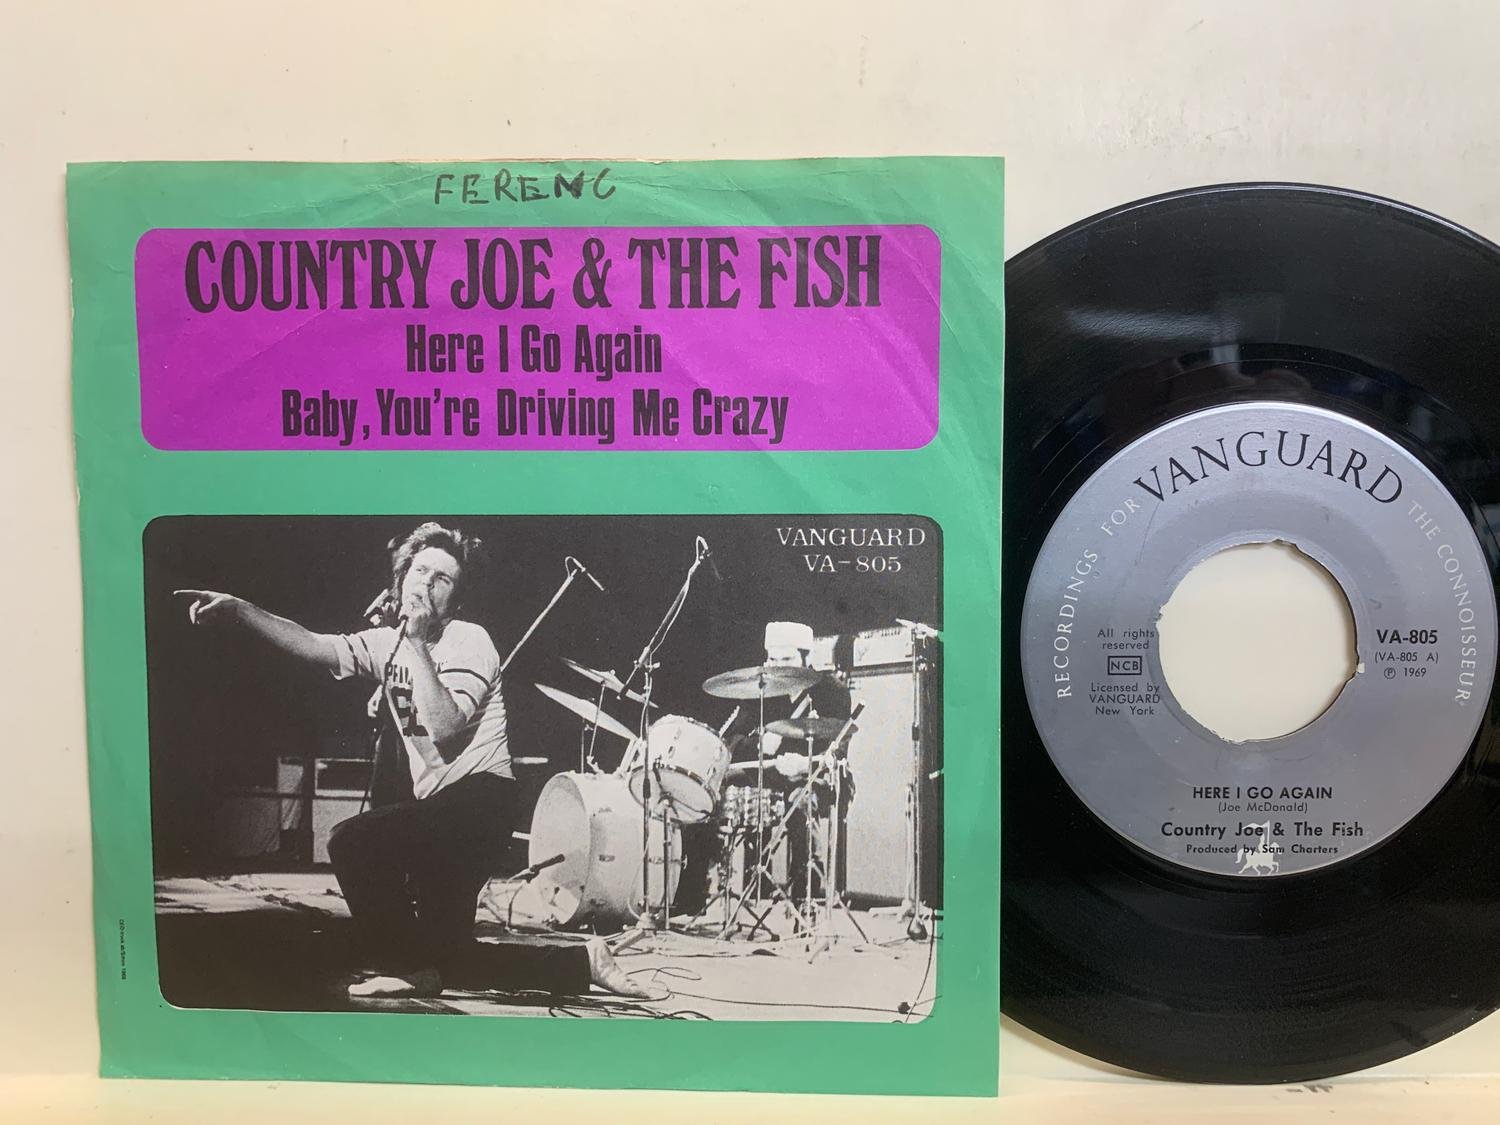 FERENC
COUNTRY JOE & THE FISH
Here I Go Again
Baby, You're Driving Me Crazy
VANGUARD
VA-805
RECORDINGS FOR VANGUARD THE CONNOISSEUR
All rights
reserved
NCB
Licensed by
VANGUARD
New York
VA-805
(VA-805 A)
Ⓟ 1969
HERE I GO AGAIN
(Joe McDonald)
Country Joe & The Fish
Produced by Sam Charters